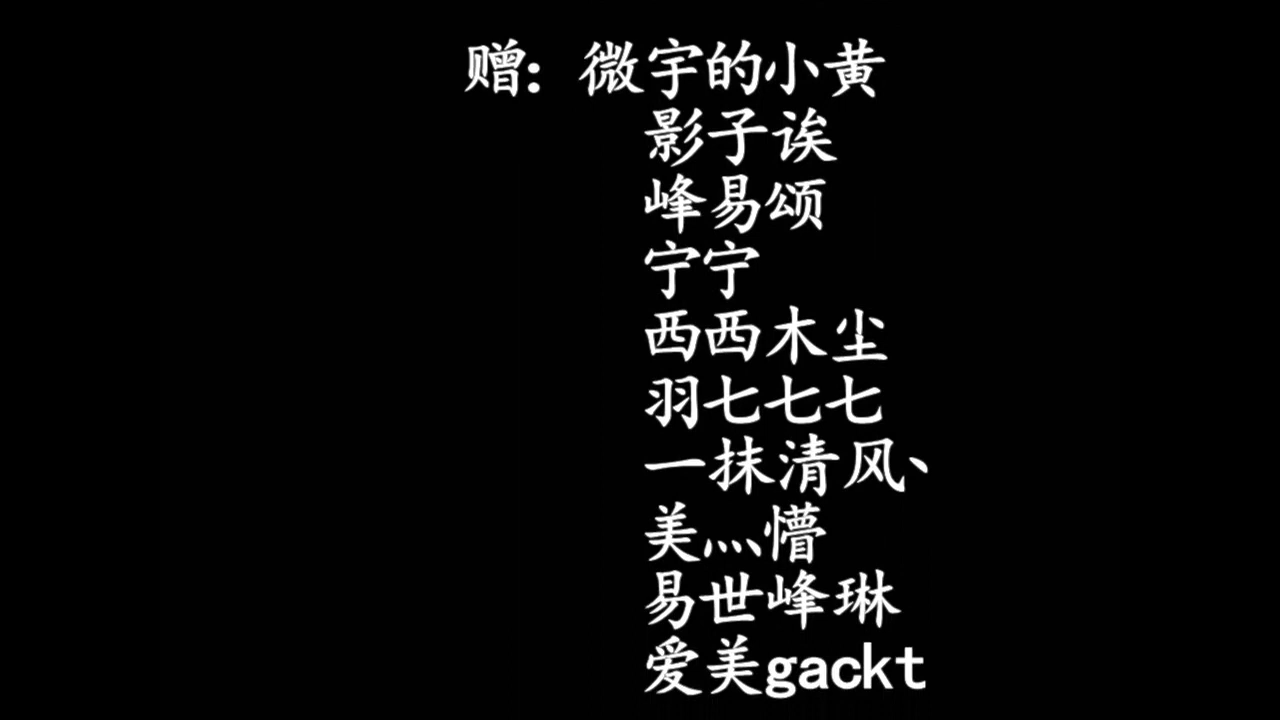 赠：微宇的小黄
影子诶
峰易颂
宁宁
西西木尘
羽七七七
一抹清风、
美灬懵
易世峰琳
爱美gackt